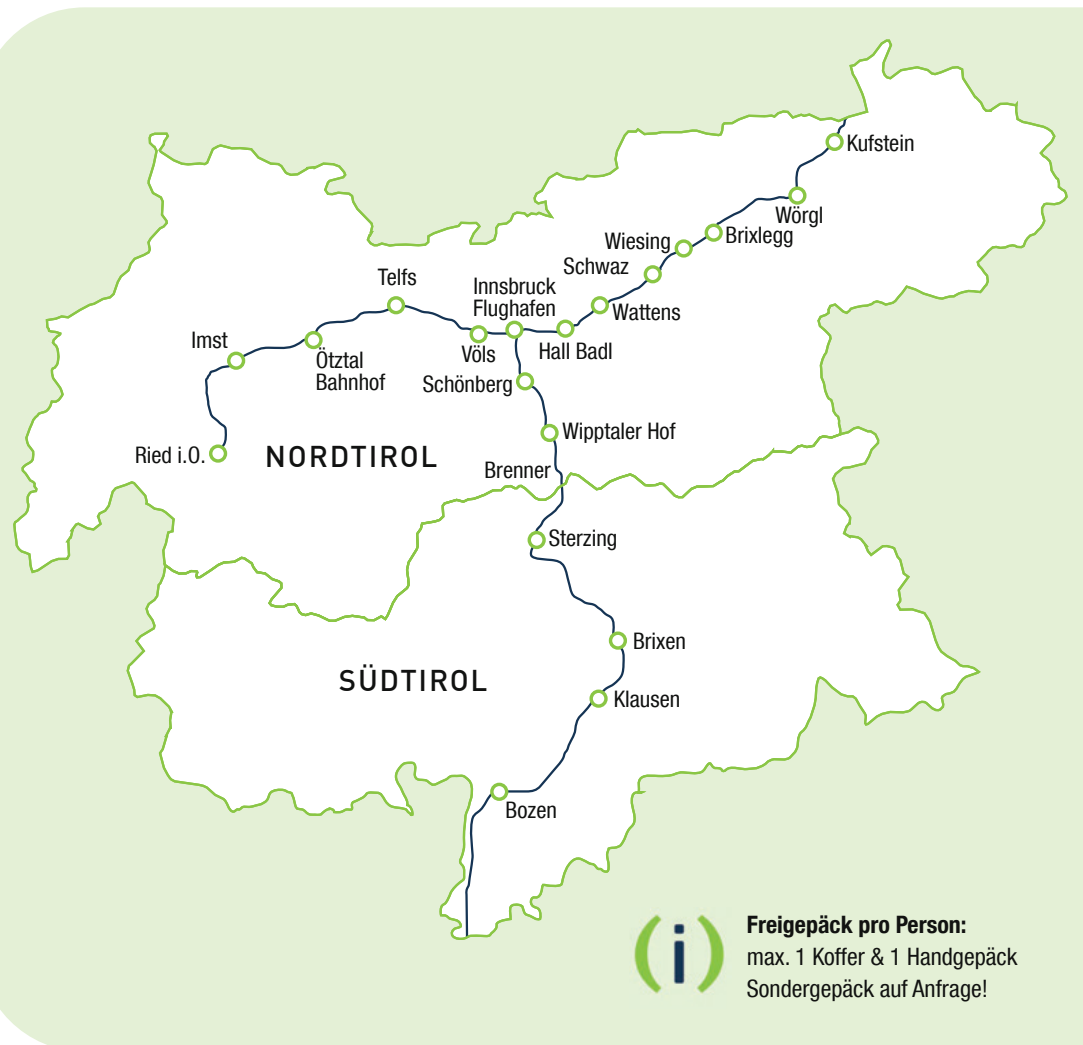 Kufstein
Wörgl
Brixlegg
Wiesing
Schwaz
Wattens
Hall Badl
Innsbruck
Flughafen
Völs
Telfs
Ötztal
Bahnhof
Imst
Ried i.O.
NORDTIROL
Schönberg
Wipptaler Hof
Brenner
Sterzing
Brixen
SÜDTIROL
Klausen
Bozen
i
Freigepäck pro Person:
max. 1 Koffer & 1 Handgepäck
Sondergepäck auf Anfrage!